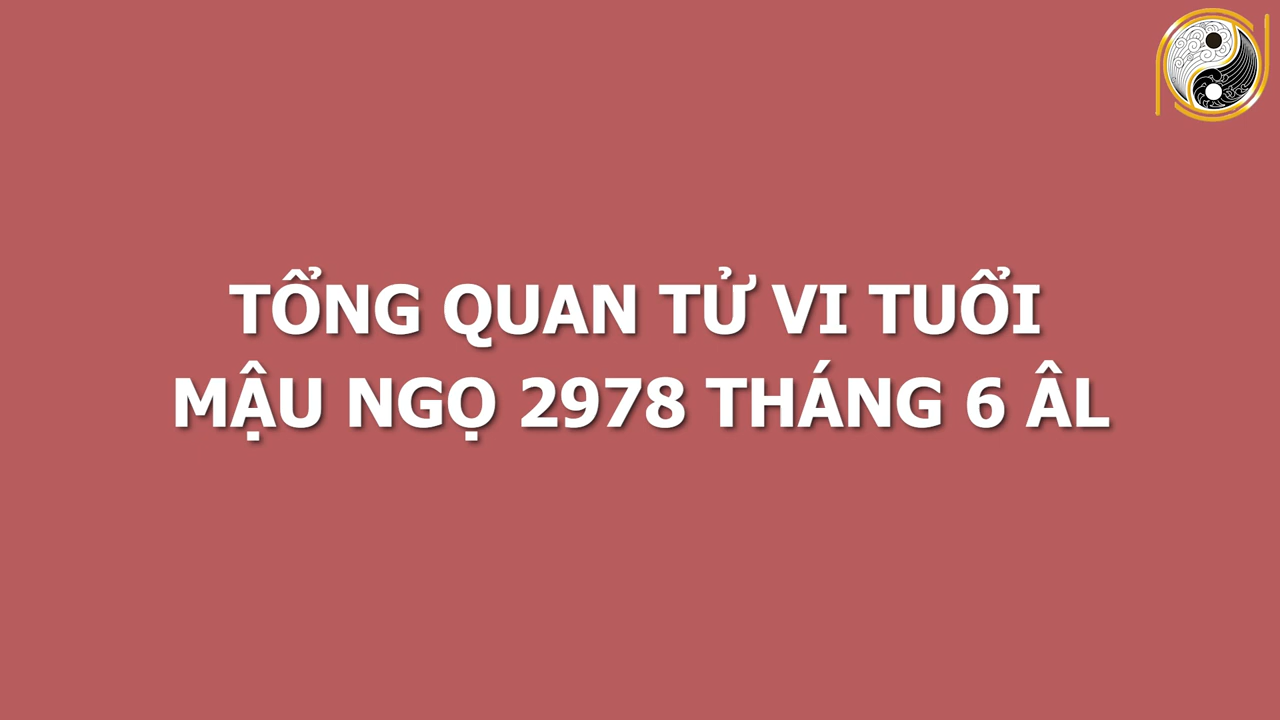 TỔNG QUAN TỬ VI TUỔI
MẬU NGỌ 2978 THÁNG 6 ÂL